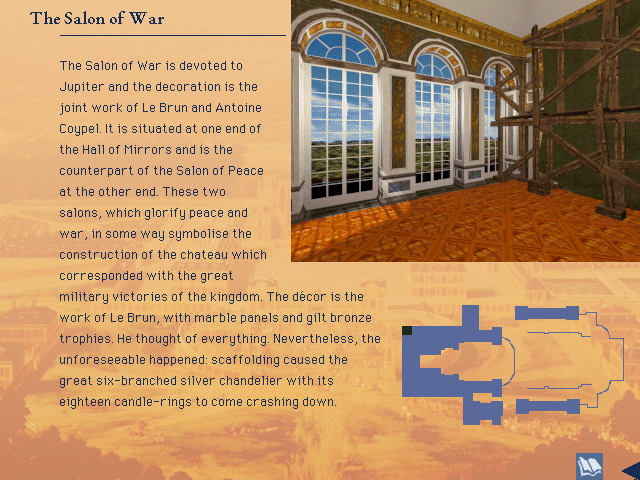 The Salon of War
The Salon of War is devoted to
Jupiter and the decoration is the
joint work of Le Brun and Antoine
Coypel. It is situated at one end of
the Hall of Mirrors and is the
counterpart of the Salon of Peace
at the other end. These two
salons, which glorify peace and
war, in some way symbolise the
construction of the chateau which
corresponded with the great
military victories of the kingdom. The décor is the
work of Le Brun, with marble panels and gilt bronze
trophies. He thought of everything. Nevertheless, the
unforeseeable happened: scaffolding caused the
great six-branched silver chandelier with its
eighteen candle-rings to come crashing down.